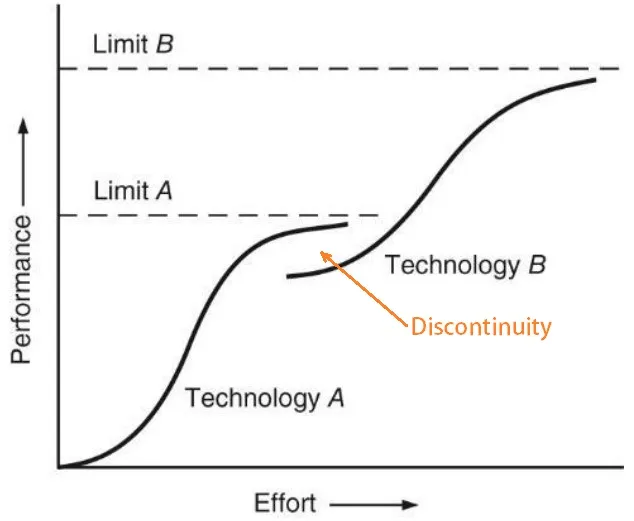 Limit B
Limit A
Performance
Technology B
Discontinuity
Technology A
Effort